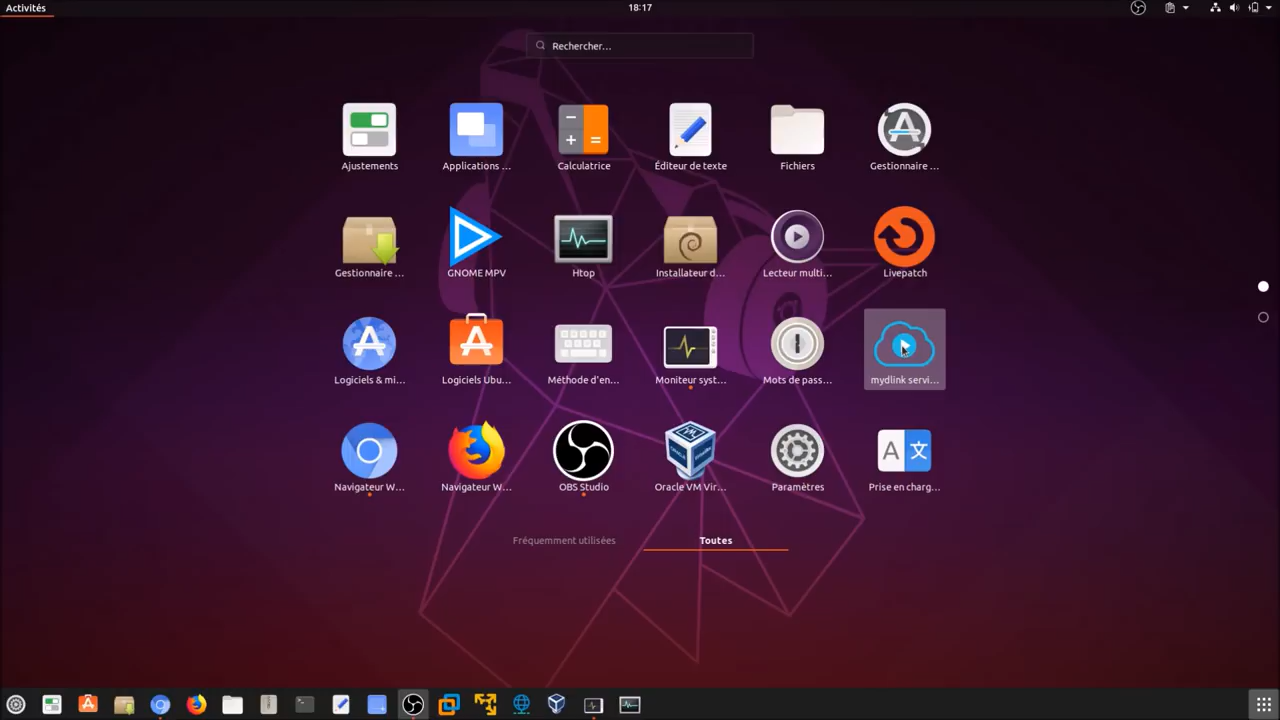 Activités
18:17
Rechercher...
Ajustements
Applications ...
Calculatrice
Éditeur de texte
Fichiers
Gestionnaire ...
Gestionnaire ...
GNOME MPV
Htop
Installateur d...
Lecteur multi...
Livepatch
Logiciels & mi...
Logiciels Ubu...
Méthode d'en...
Moniteur syst...
Mots de pass...
mydlink servi...
Navigateur W...
Navigateur W...
OBS Studio
Oracle VM Vir...
Paramètres
Prise en charg...
Fréquemment utilisées
Toutes